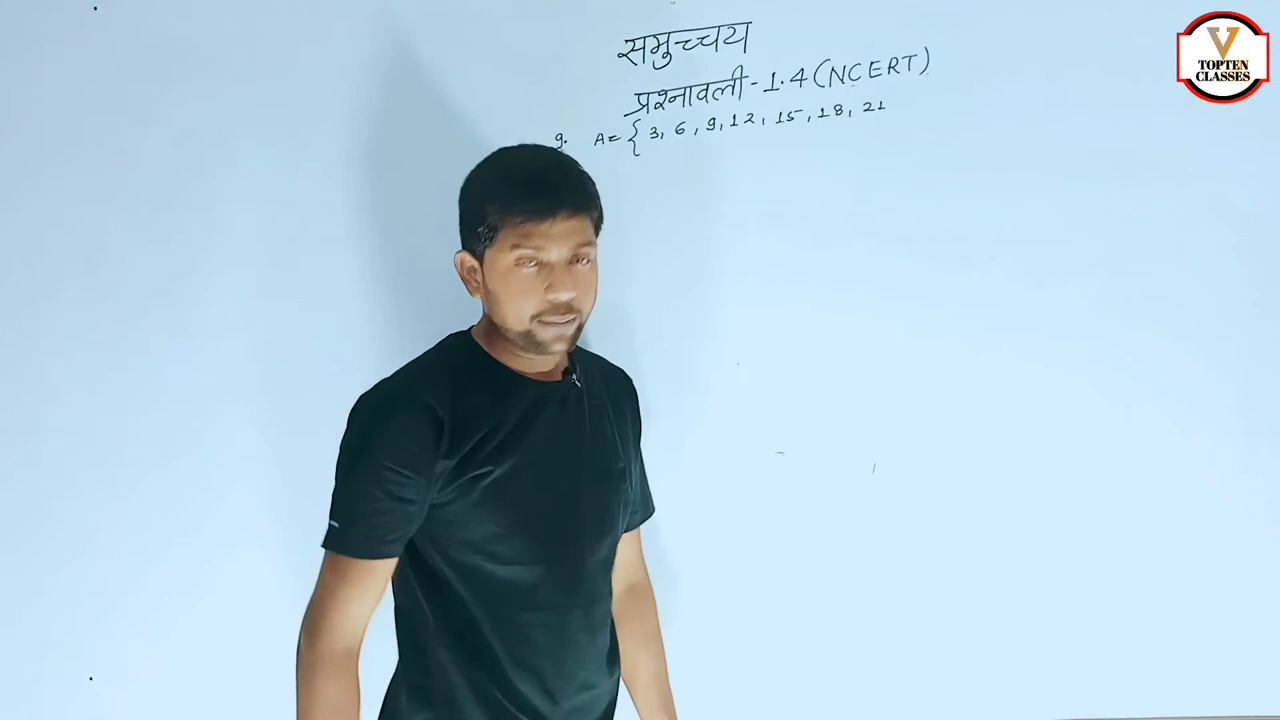 समुच्चय
प्रश्नावली-1.4 (NCERT)
9. A = { 3, 6, 9, 12, 15, 18, 21
V
TOPTEN
CLASSES